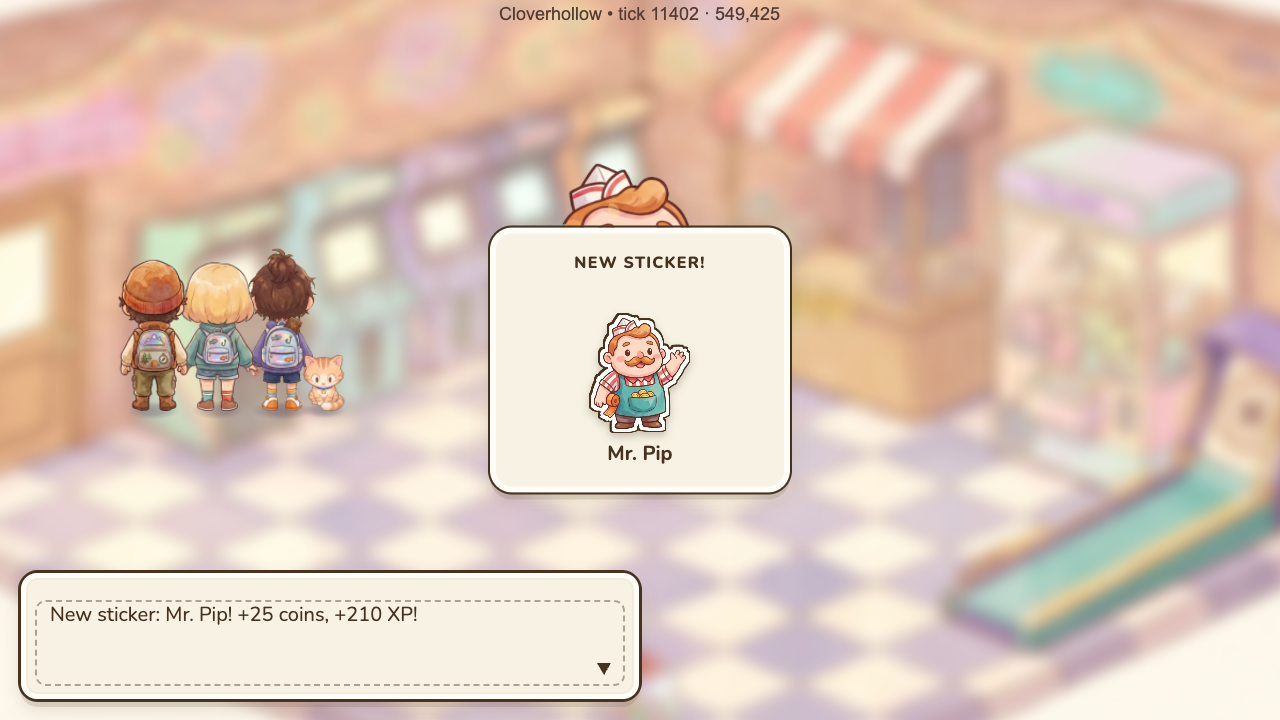 Cloverhollow • tick 11402 · 549,425
NEW STICKER!
Mr. Pip
New sticker: Mr. Pip! +25 coins, +210 XP!